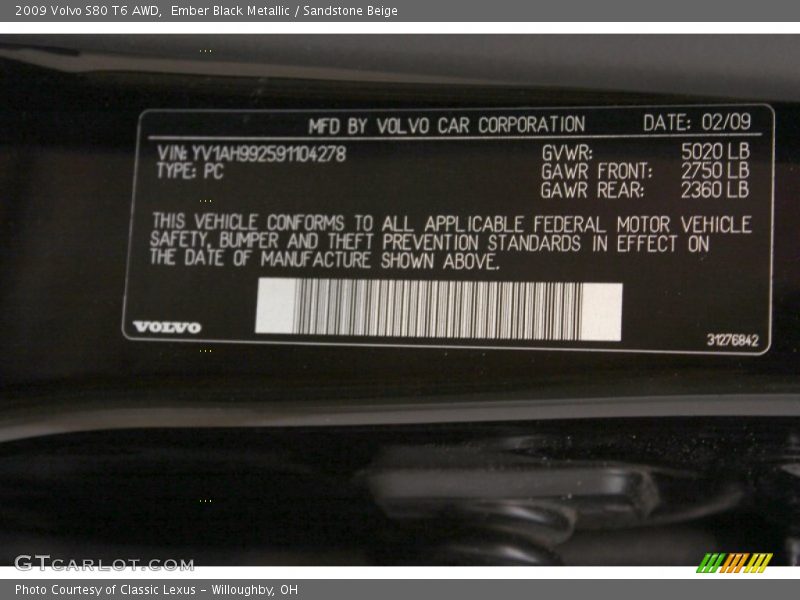 2009 Volvo S80 T6 AWD,  Ember Black Metallic / Sandstone Beige
MFD BY VOLVO CAR CORPORATION DATE: 02/09
VIN: YV1AH992591104278 GVWR: 5020 LB
TYPE: PC GAWR FRONT: 2750 LB
GAWR REAR: 2360 LB
THIS VEHICLE CONFORMS TO ALL APPLICABLE FEDERAL MOTOR VEHICLE
SAFETY, BUMPER AND THEFT PREVENTION STANDARDS IN EFFECT ON
THE DATE OF MANUFACTURE SHOWN ABOVE.
VOLVO
31276842
GTCARLOT.COM
Photo Courtesy of Classic Lexus - Willoughby, OH